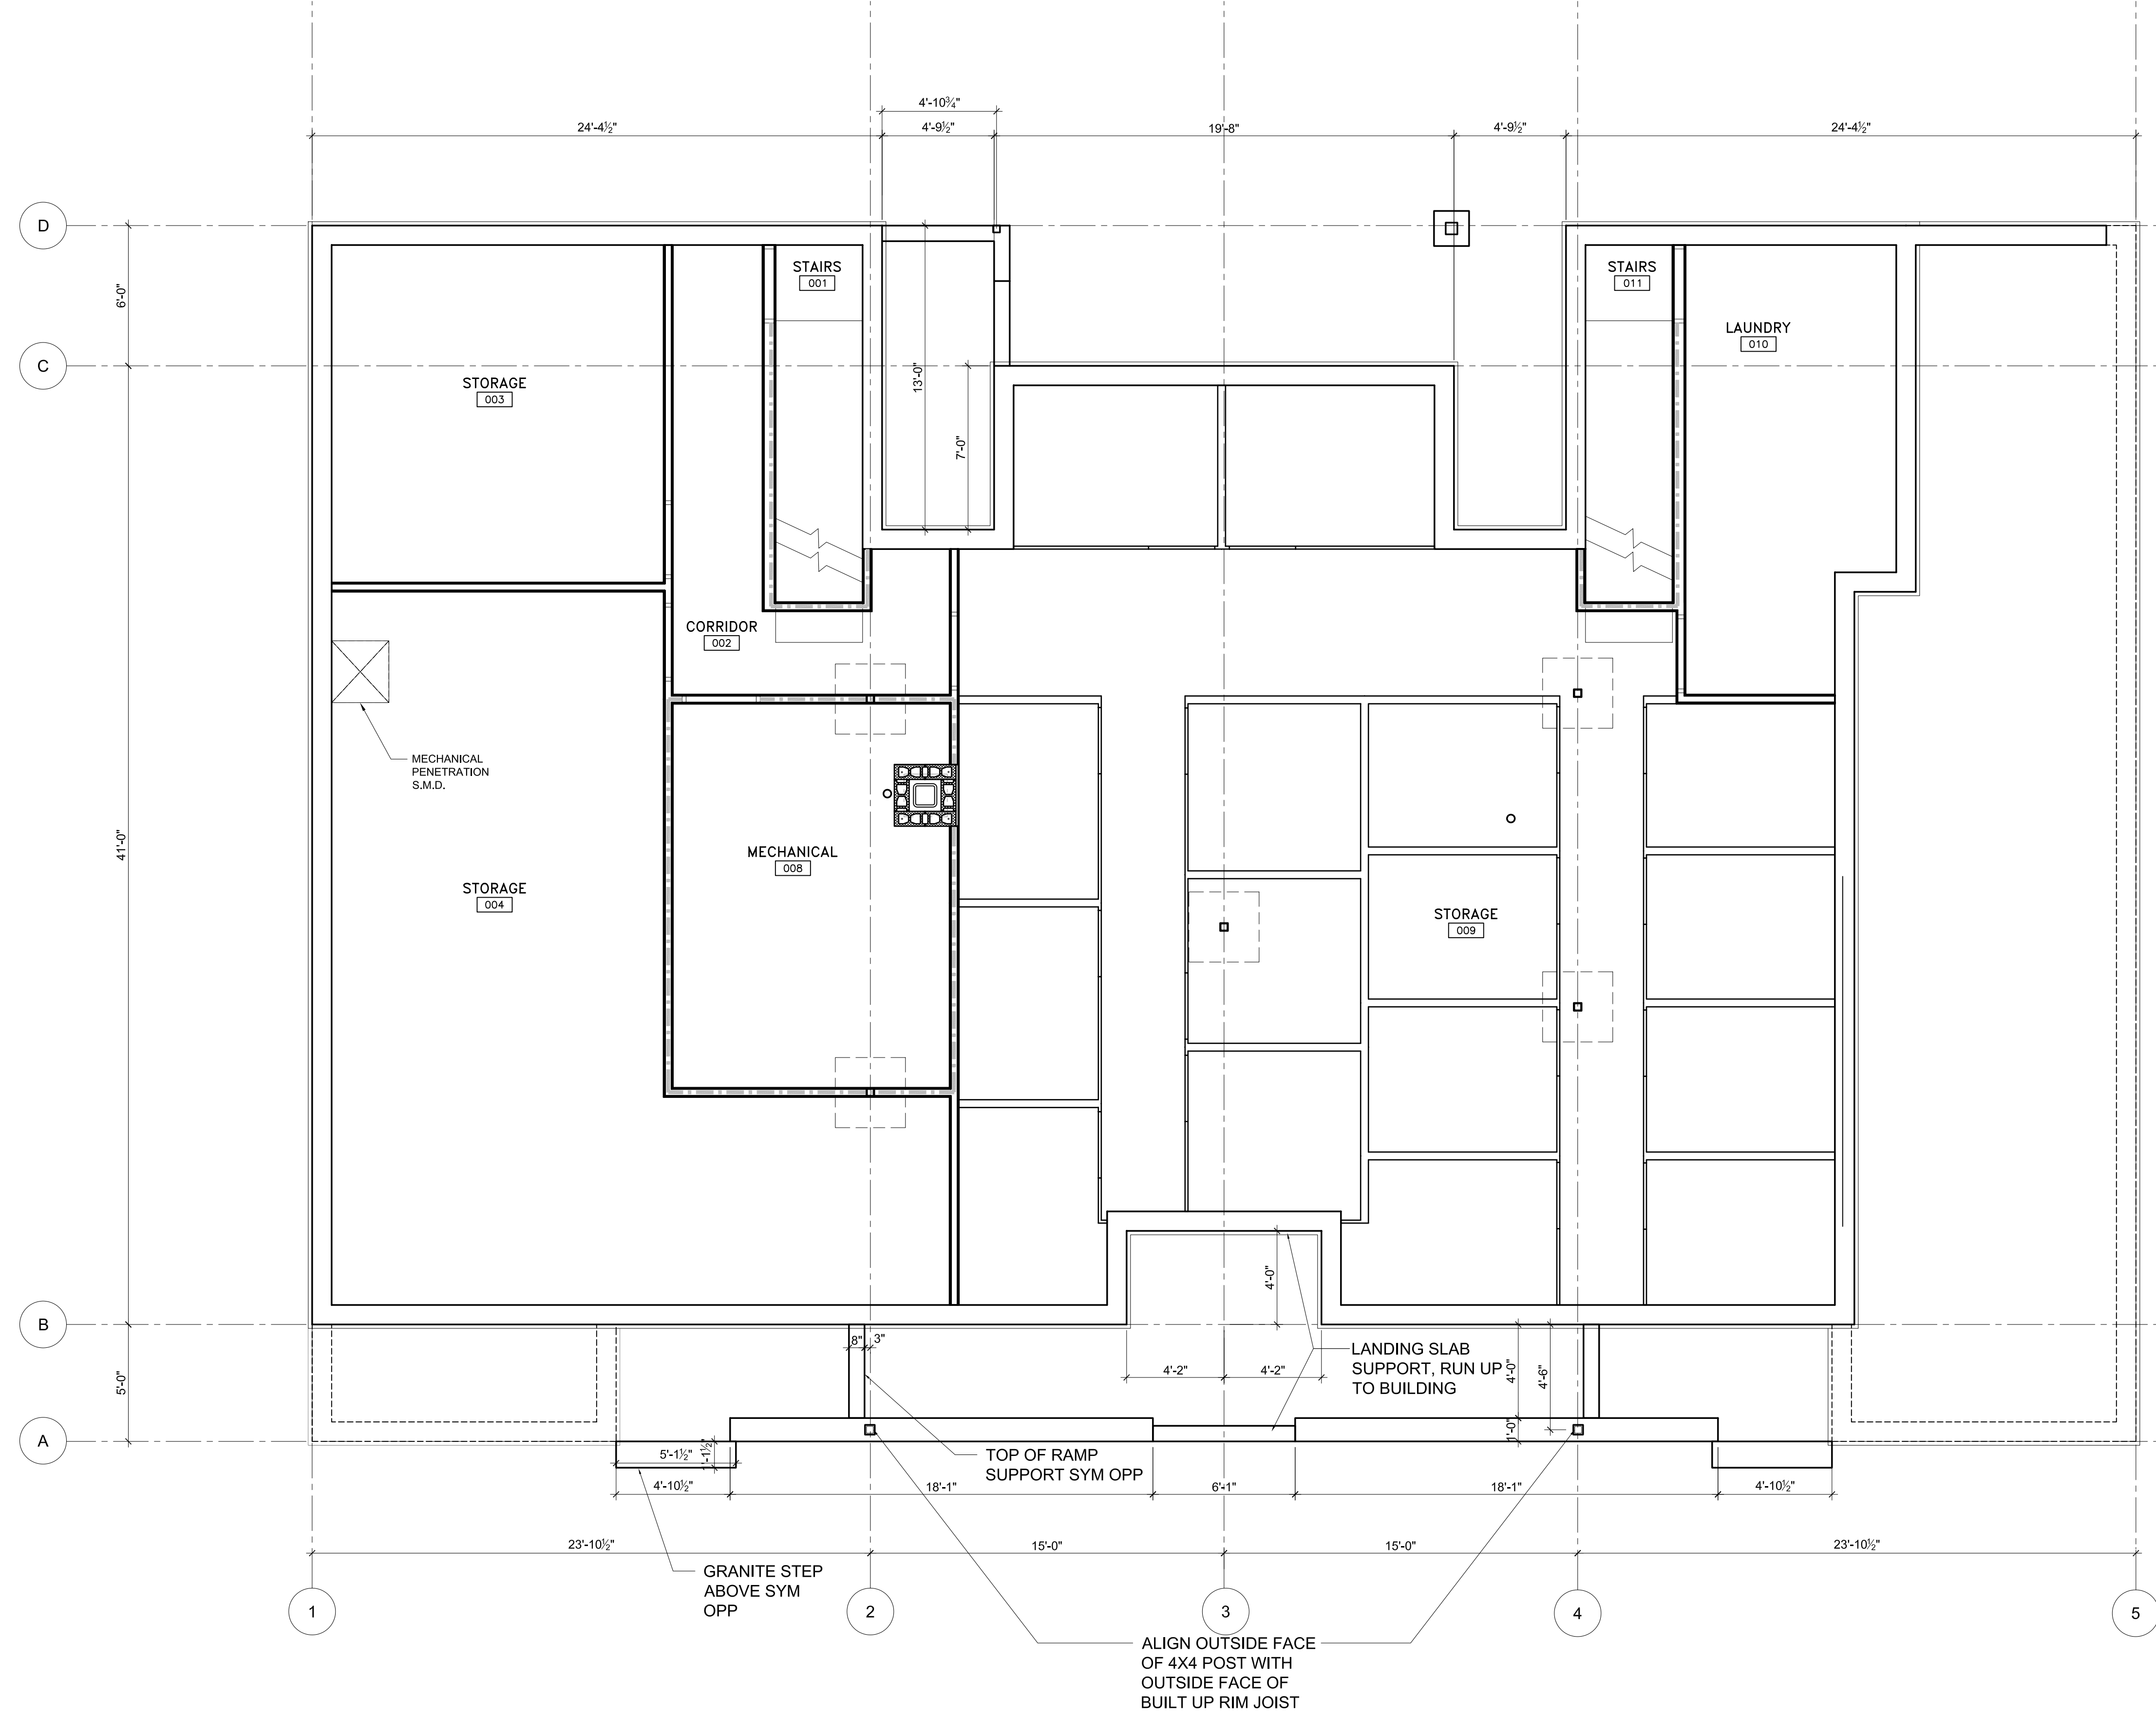 4'-10¾"
24'-4½"
4'-9½"
19'-8"
4'-9½"
24'-4½"
D
6'-0"
C
STAIRS
001
STAIRS
011
LAUNDRY
010
STORAGE
003
13'-0"
7'-0"
CORRIDOR
002
MECHANICAL
PENETRATION
S.M.D.
41'-0"
MECHANICAL
008
STORAGE
004
STORAGE
009
4'-0"
B
8"
3"
4'-2"
4'-2"
LANDING SLAB
SUPPORT, RUN UP
TO BUILDING
4'-0"
4'-6"
5'-0"
A
1'-0"
5'-1½"
1'-1½"
TOP OF RAMP
SUPPORT SYM OPP
4'-10½"
18'-1"
6'-1"
18'-1"
4'-10½"
23'-10½"
15'-0"
15'-0"
23'-10½"
GRANITE STEP
ABOVE SYM
OPP
1
2
3
4
5
ALIGN OUTSIDE FACE
OF 4X4 POST WITH
OUTSIDE FACE OF
BUILT UP RIM JOIST